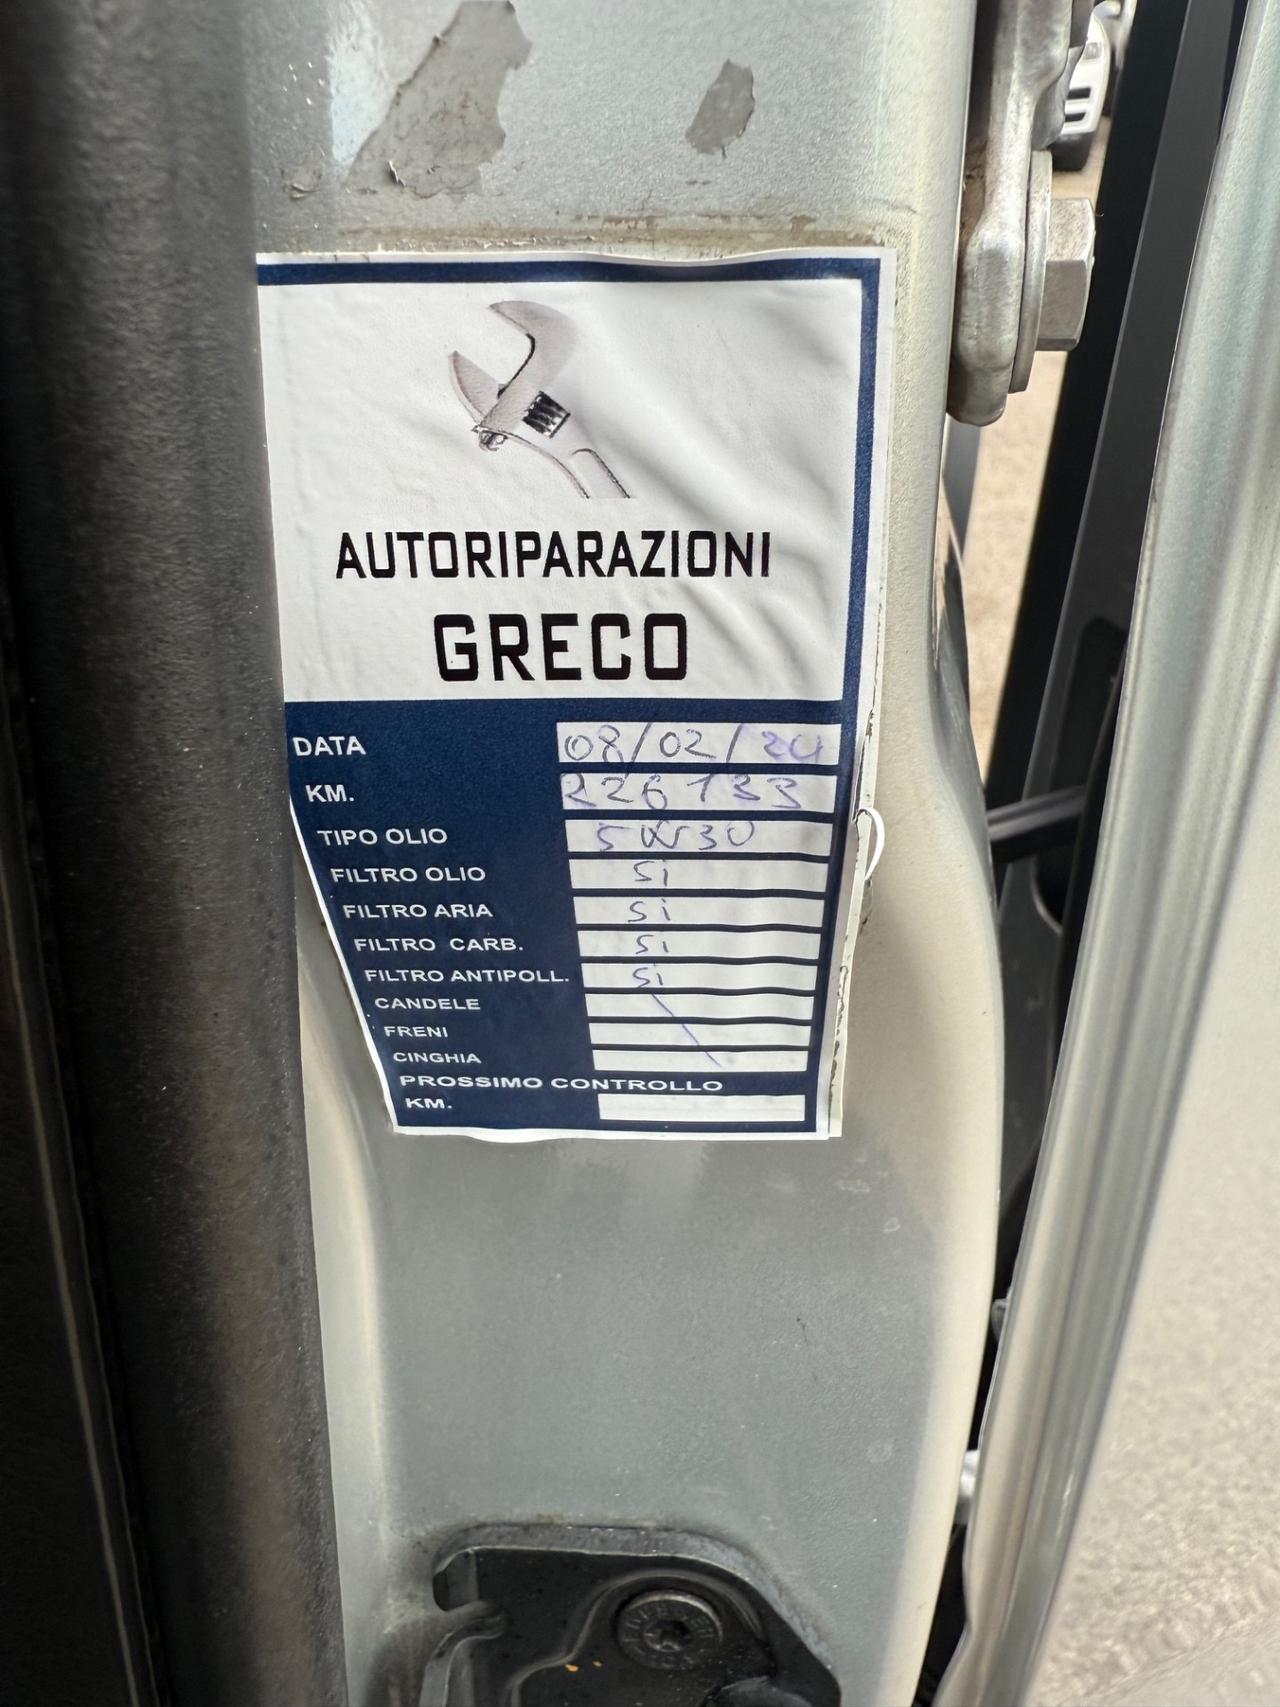 AUTORIPARAZIONI
GRECO
DATA 08/02/24
KM. 226133
TIPO OLIO 5W30
FILTRO OLIO Si
FILTRO ARIA Si
FILTRO CARB. Si
FILTRO ANTIPOLL. Si
CANDELE
FRENI
CINGHIA
PROSSIMO CONTROLLO
KM.